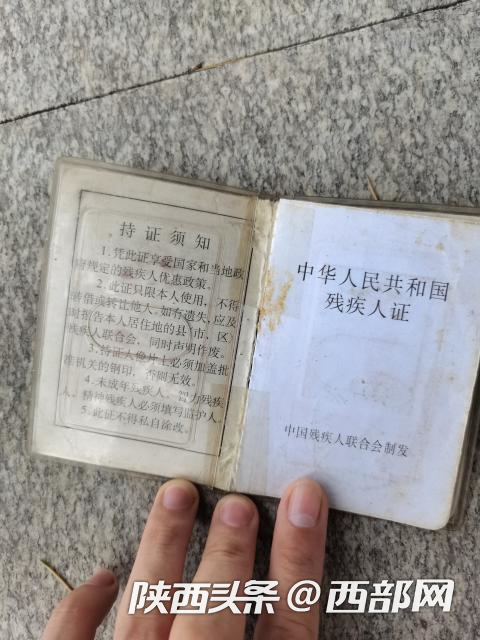 持证须知
1.凭此证享受国家和当地政
府规定的残疾人优惠政策.
2.此证只限本人使用,不得
转借或转让他人.如有遗失,应及
时报告本人居住地的县(市、区)
残疾人联合会,同时声明作废。
3.持证人像片上必须加盖批
准机关的钢印,否则无效。
4.未成年残疾人、智力残疾
人、精神残疾人必须填写监护人.
5.此证不得私自涂改。
中华人民共和国
残疾人证
中国残疾人联合会制发
陕西头条@西部网